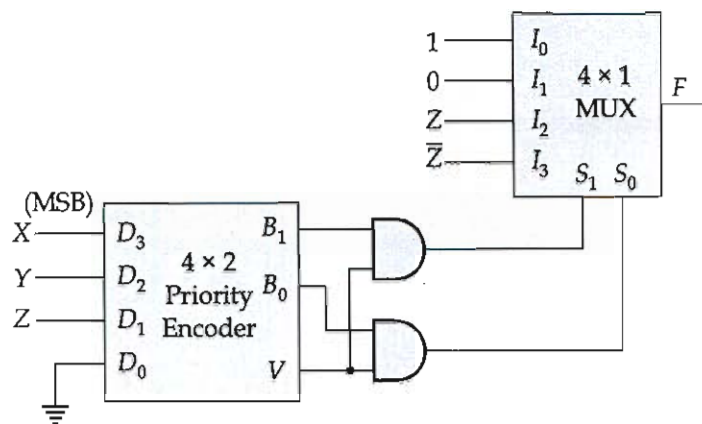 1
I₀
0
I₁
4 × 1
MUX
F
Z
I₂
Z̅
I₃
S₁ S₀
(MSB)
X
D₃
B₁
Y
D₂
4 × 2
Priority
Encoder
B₀
Z
D₁
D₀
V